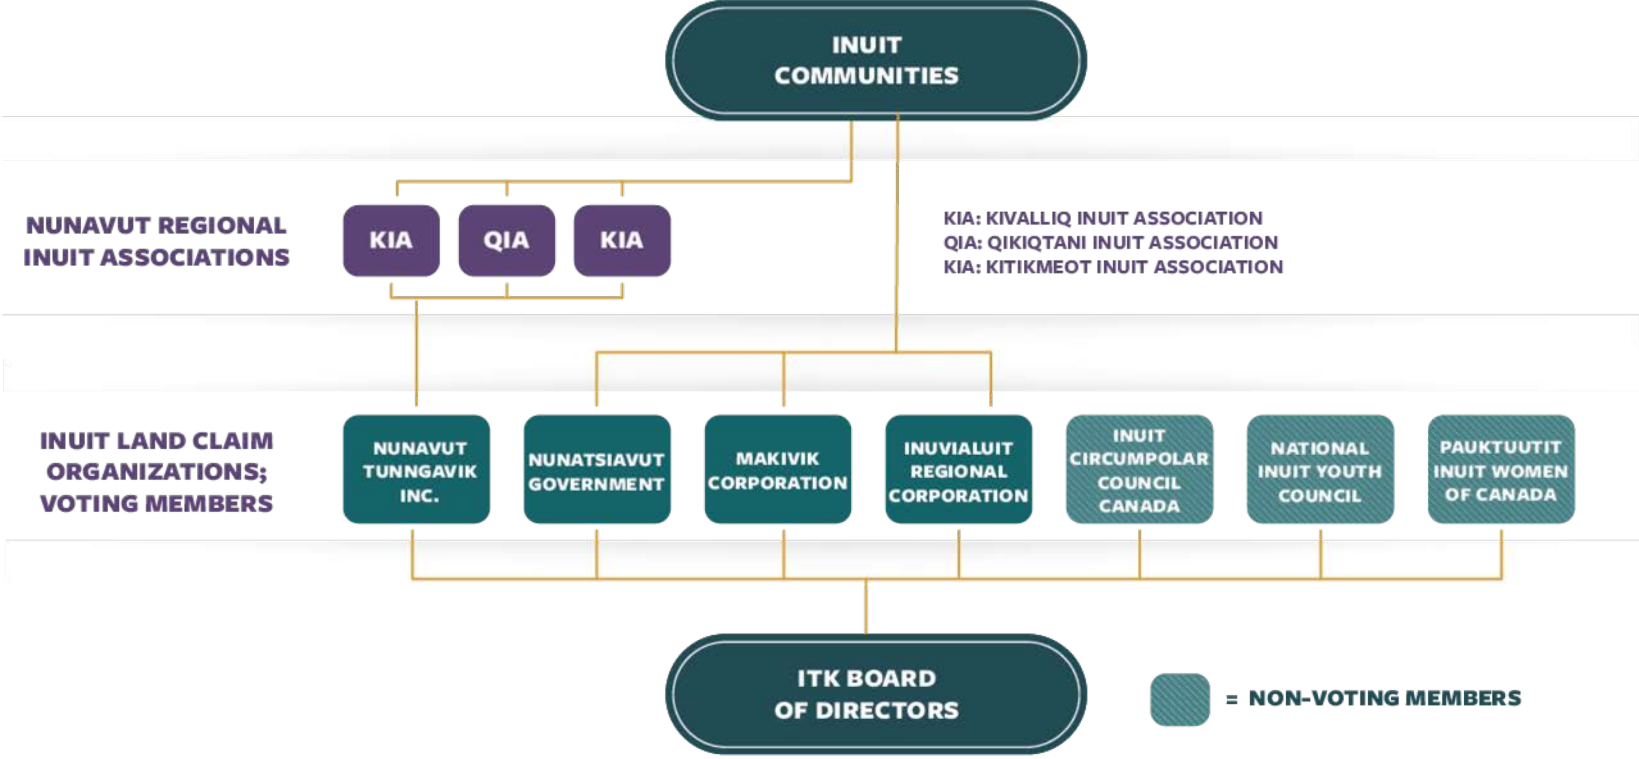 INUIT
COMMUNITIES
NUNAVUT REGIONAL
INUIT ASSOCIATIONS
KIA
QIA
KIA
KIA: KIVALLIQ INUIT ASSOCIATION
QIA: QIKIQTANI INUIT ASSOCIATION
KIA: KITIKMEOT INUIT ASSOCIATION
INUIT LAND CLAIM
ORGANIZATIONS;
VOTING MEMBERS
NUNAVUT
TUNNGAVIK
INC.
NUNATSIAVUT
GOVERNMENT
MAKIVIK
CORPORATION
INUVIALUIT
REGIONAL
CORPORATION
INUIT
CIRCUMPOLAR
COUNCIL
CANADA
NATIONAL
INUIT YOUTH
COUNCIL
PAUKTUUTIT
INUIT WOMEN
OF CANADA
ITK BOARD
OF DIRECTORS
= NON-VOTING MEMBERS